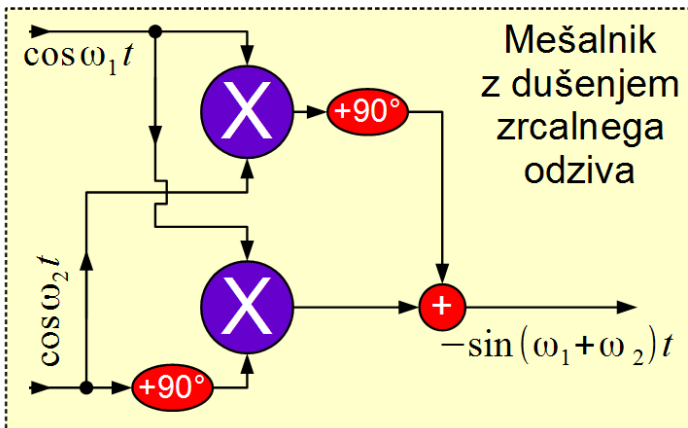 cos ω₁ t
X
+90°
Mešalnik
z dušenjem
zrcalnega
odziva
cos ω₂ t
X
+
−sin(ω₁+ω₂)t
+90°